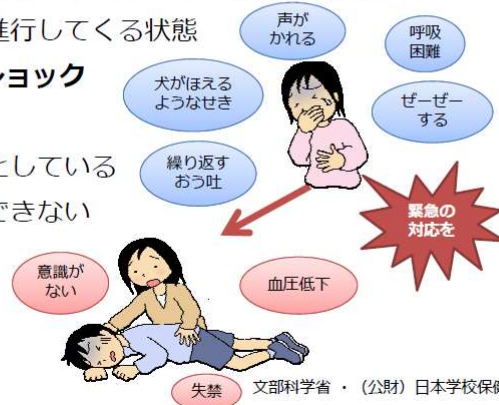 進行してくる状態
ショック
としている
できない
声が
かれる
呼吸
困難
犬がほえる
ようなせき
ぜーぜー
する
繰り返す
おう吐
緊急の
対応を
意識が
ない
血圧低下
失禁
文部科学省 ・ (公財)日本学校保健